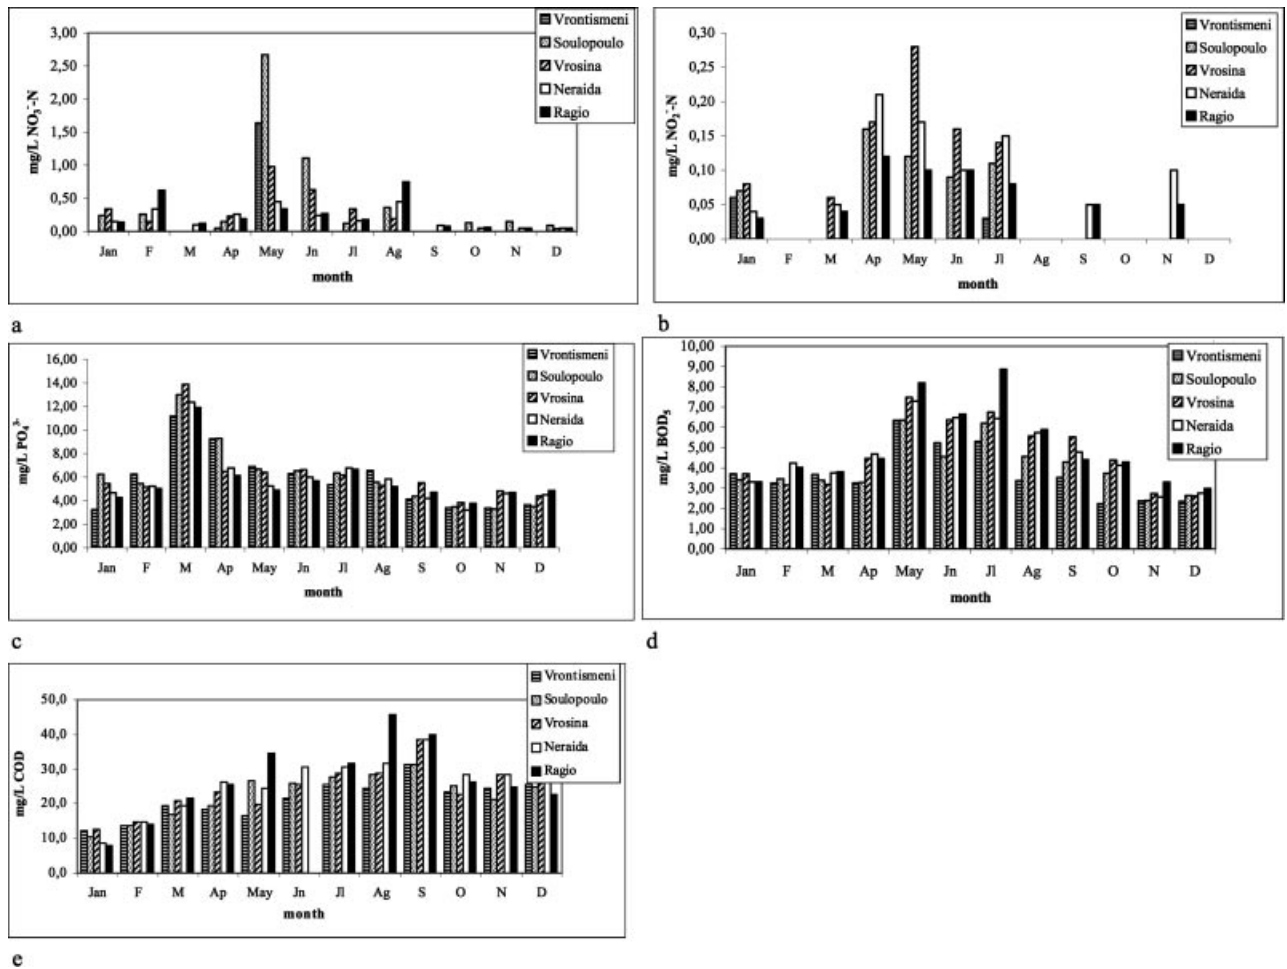 3,00
2,50
2,00
1,50
1,00
0,50
0,00
mg/L NO₃⁻-N
Jan F M Ap May Jn Jl Ag S O N D
month
Vrontismeni
Soulopoulo
Vrosina
Neraida
Ragio
a
0,30
0,25
0,20
0,15
0,10
0,05
0,00
mg/L NO₂⁻-N
Jan F M Ap May Jn Jl Ag S O N D
month
Vrontismeni
Soulopoulo
Vrosina
Neraida
Ragio
b
16,00
14,00
12,00
10,00
8,00
6,00
4,00
2,00
0,00
mg/L PO₄³⁻
Jan F M Ap May Jn Jl Ag S O N D
month
Vrontismeni
Soulopoulo
Vrosina
Neraida
Ragio
c
10,00
9,00
8,00
7,00
6,00
5,00
4,00
3,00
2,00
1,00
0,00
mg/L BOD₅
Jan F M Ap May Jn Jl Ag S O N D
month
Vrontismeni
Soulopoulo
Vrosina
Neraida
Ragio
d
50,0
40,0
30,0
20,0
10,0
0,0
mg/L COD
Jan F M Ap May Jn Jl Ag S O N D
month
Vrontismeni
Soulopoulo
Vrosina
Neraida
Ragio
e